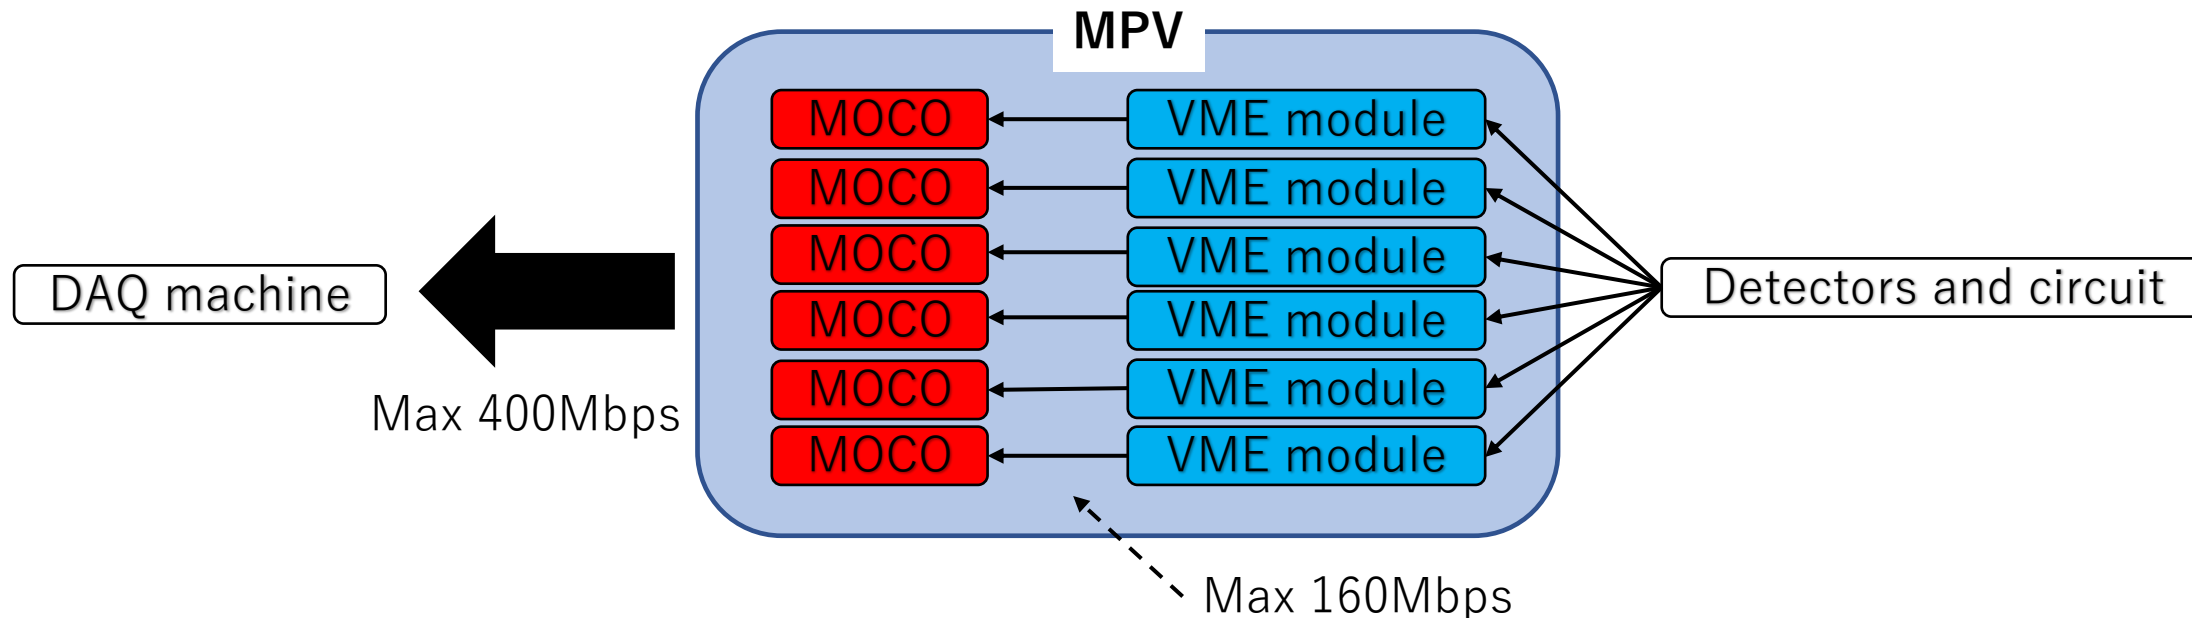 MPV
MOCO
VME module
MOCO
VME module
MOCO
VME module
MOCO
VME module
MOCO
VME module
MOCO
VME module
DAQ machine
Detectors and circuit
Max 400Mbps
Max 160Mbps